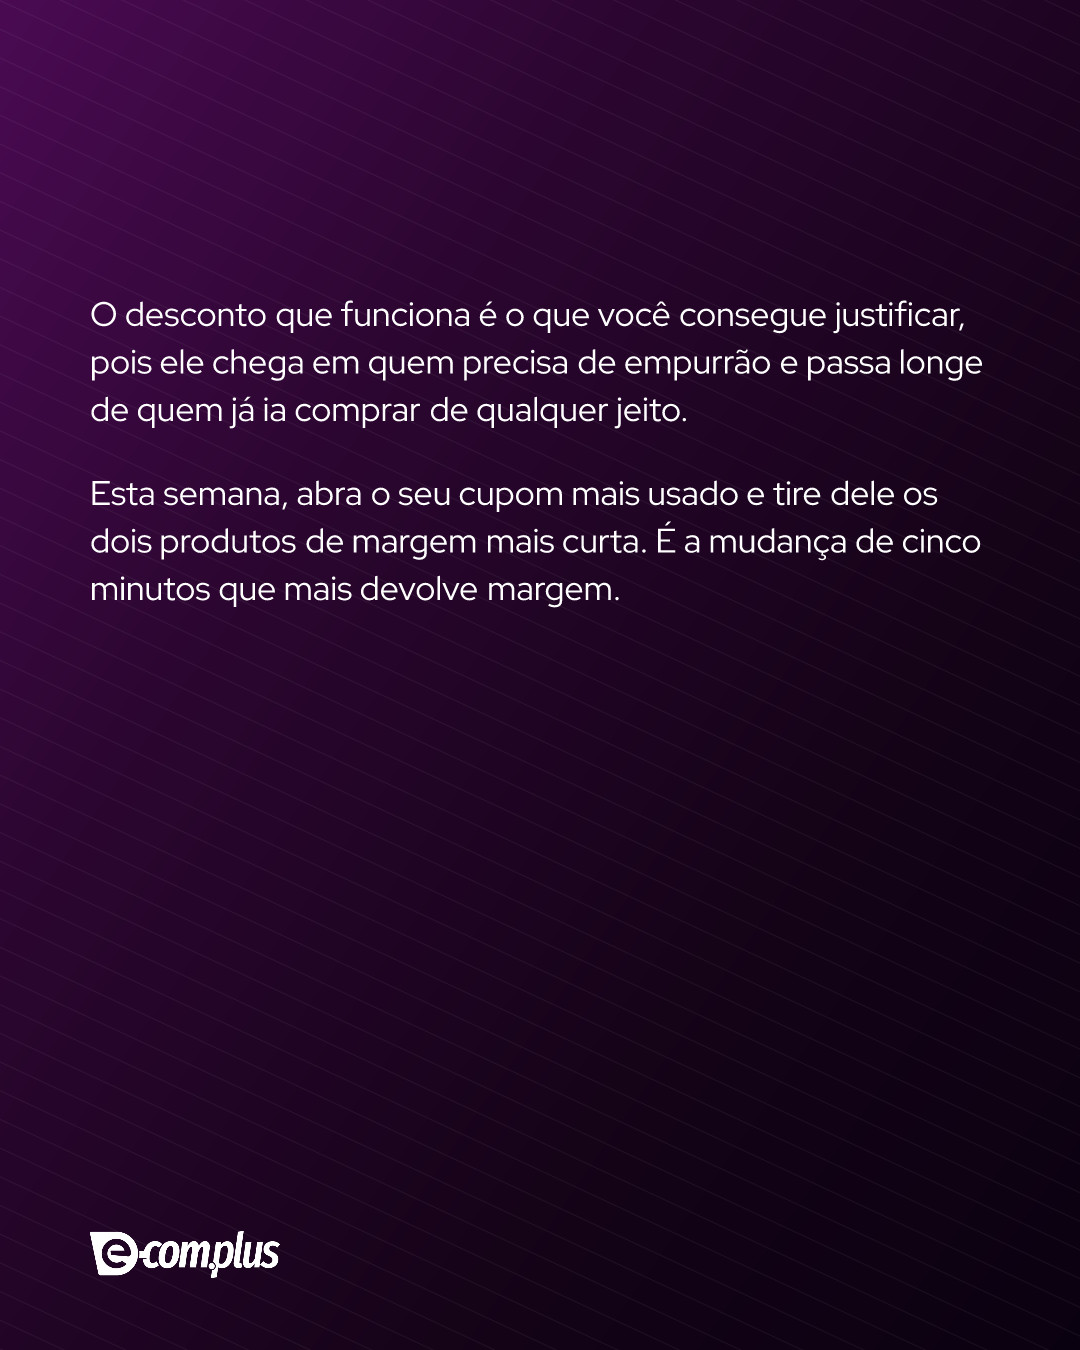 O desconto que funciona é o que você consegue justificar,
pois ele chega em quem precisa de empurrão e passa longe
de quem já ia comprar de qualquer jeito.
Esta semana, abra o seu cupom mais usado e tire dele os
dois produtos de margem mais curta. É a mudança de cinco
minutos que mais devolve margem.
e-com.plus